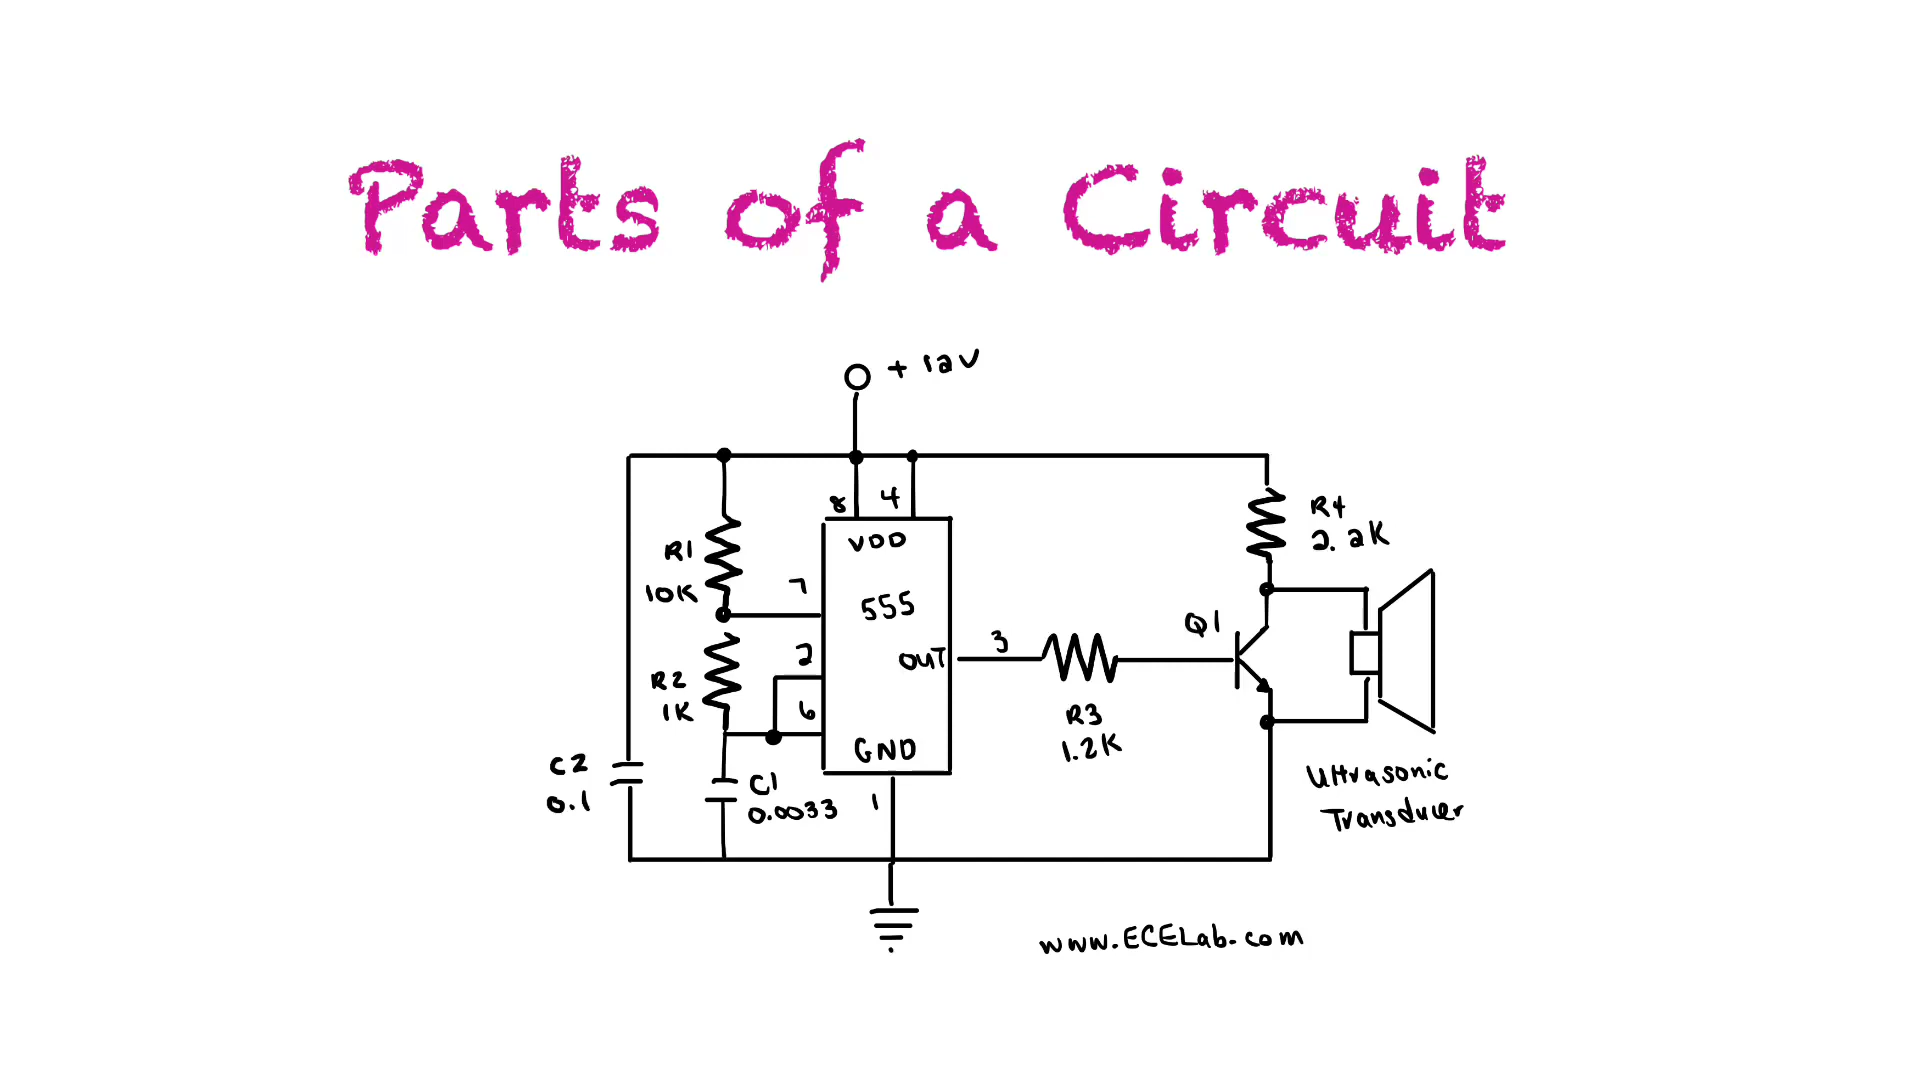 Parts of a Circuit
+ 12V
8 4
VDD
R1
10K
7
555
2
OUT
3
R2
1K
6
GND
R3
1.2K
Q1
R4
2.2K
C2
0.1
C1
0.0033
1
Ultrasonic
Transducer
www.ECELab.com